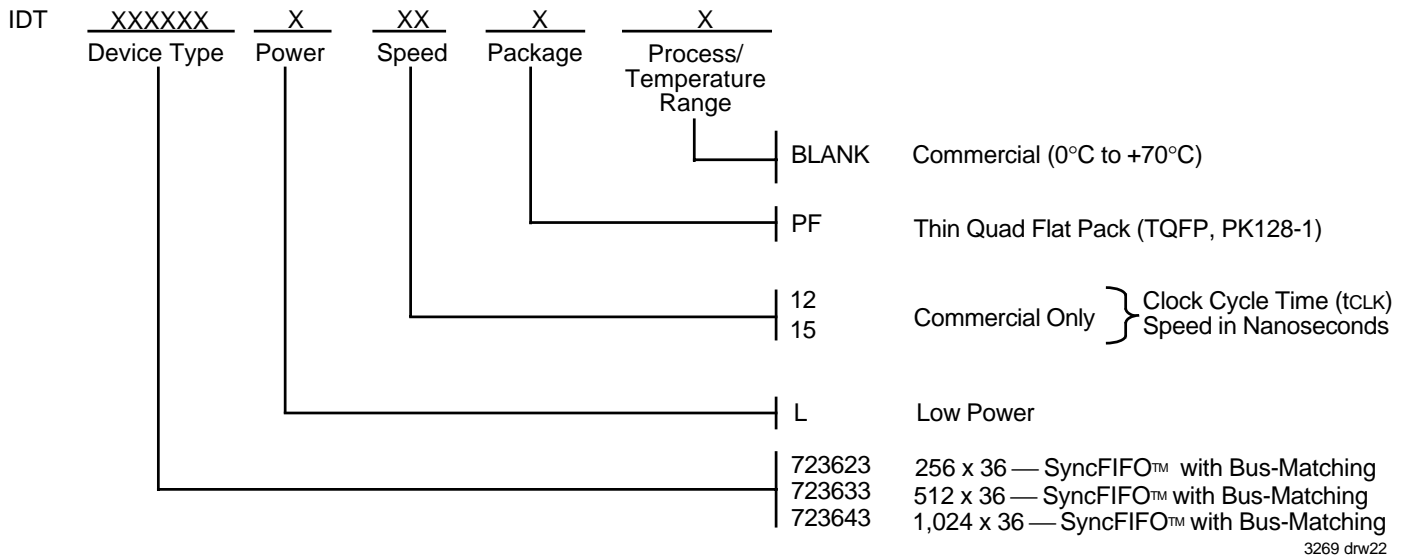 IDT XXXXXX X XX X X
Device Type Power Speed Package Process/
Temperature
Range
BLANK Commercial (0°C to +70°C)
PF Thin Quad Flat Pack (TQFP, PK128-1)
12
15
Commercial Only
Clock Cycle Time (tCLK)
Speed in Nanoseconds
L Low Power
723623 256 x 36 — SyncFIFO™ with Bus-Matching
723633 512 x 36 — SyncFIFO™ with Bus-Matching
723643 1,024 x 36 — SyncFIFO™ with Bus-Matching
3269 drw22